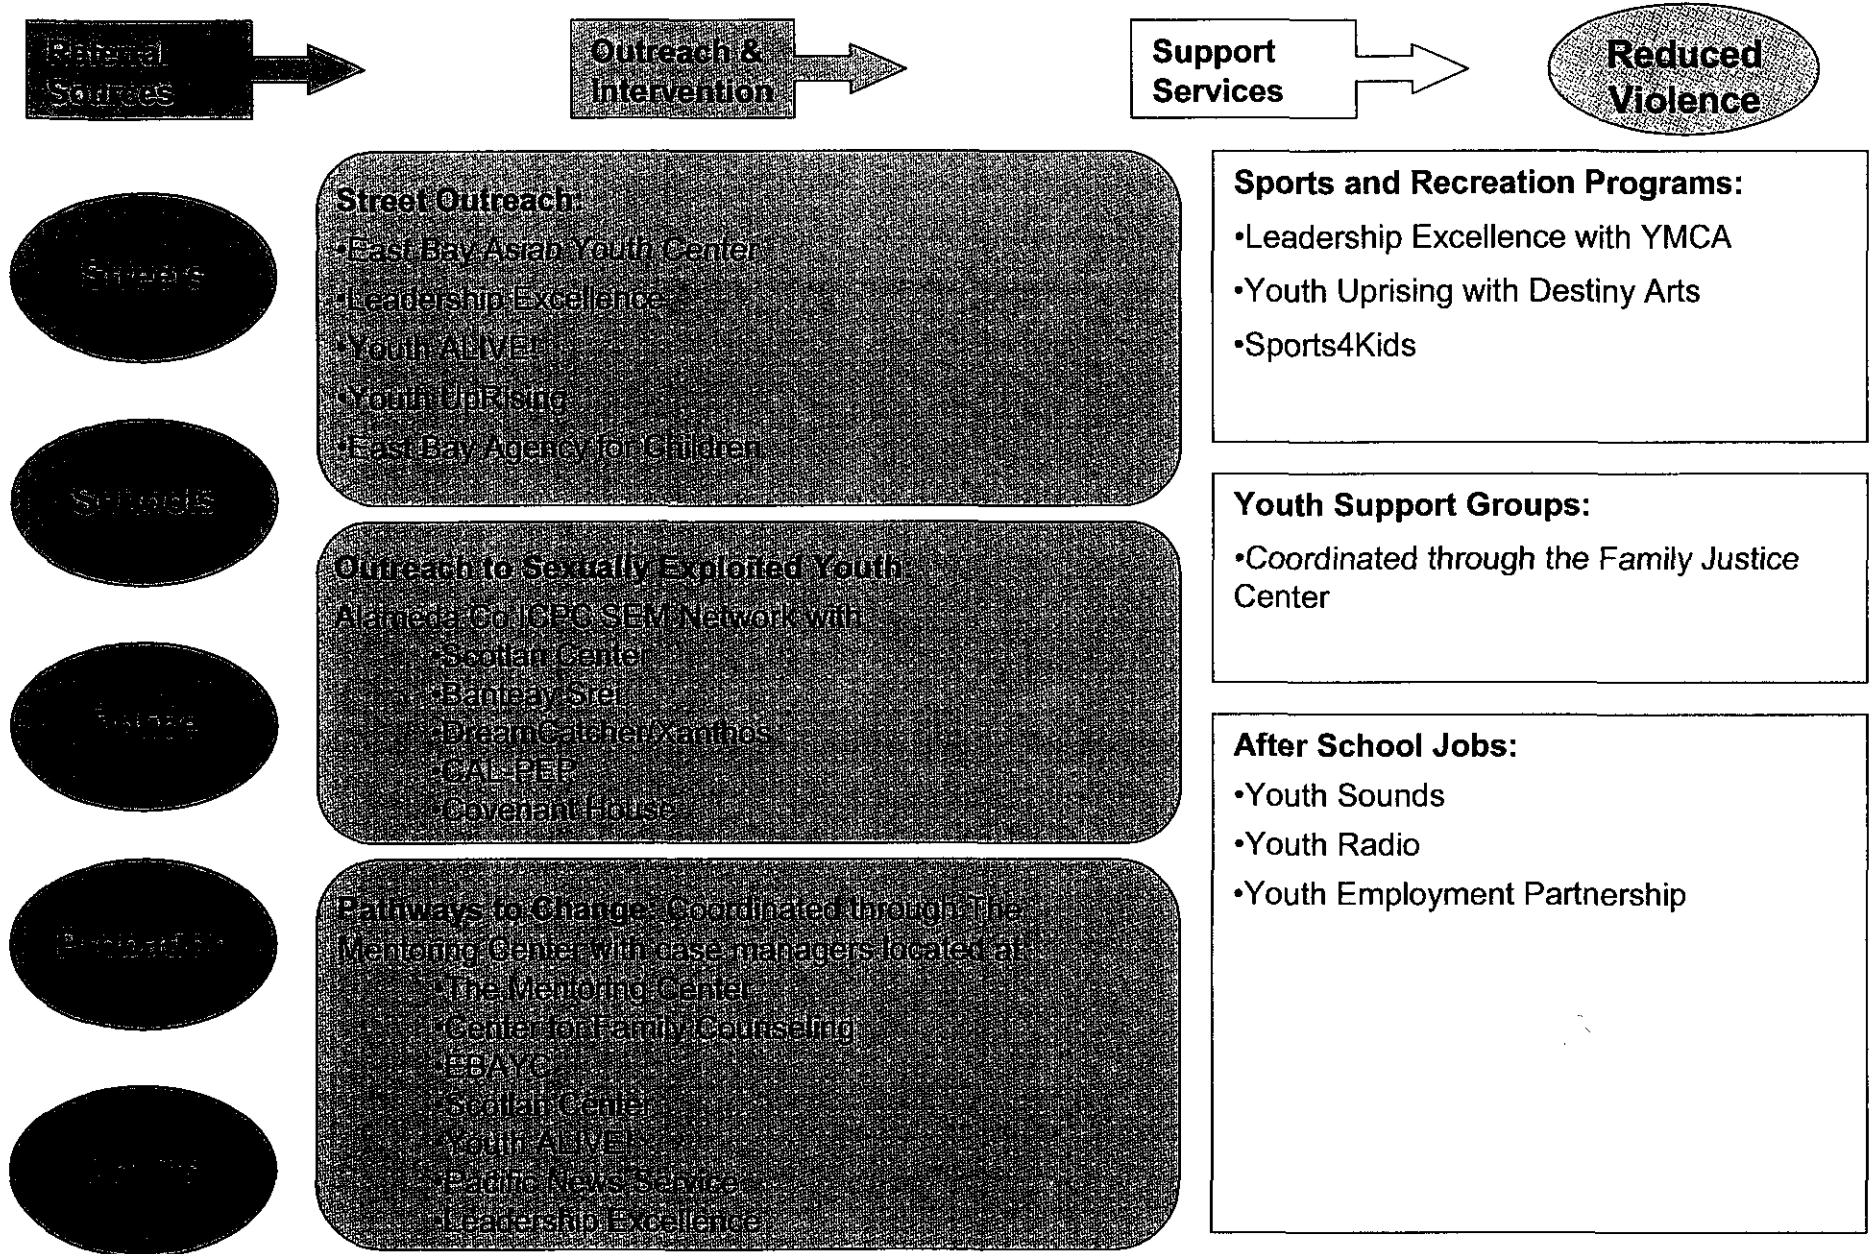 Referral
Sources
Outreach &
Intervention
Support
Services
Reduced
Violence
Streets
Schools
Police
Probation
Street Outreach:
•East Bay Asian Youth Center
•Leadership Excellence
•Youth ALIVE!
•Youth UpRising
•East Bay Agency for Children
Outreach to Sexually Exploited Youth:
Alameda Co ICPC SEM Network with
•Scotlan Center
•Banteay Srei
•DreamCatcher/Xanthos
•CAL-PEP
•Covenant House
Pathways to Change: Coordinated through The
Mentoring Center with case managers located at:
•The Mentoring Center
•Center for Family Counseling
•EBAYC
•Scotlan Center
•Youth ALIVE!
•Pacific News Service
•Leadership Excellence
Sports and Recreation Programs:
•Leadership Excellence with YMCA
•Youth Uprising with Destiny Arts
•Sports4Kids
Youth Support Groups:
•Coordinated through the Family Justice
Center
After School Jobs:
•Youth Sounds
•Youth Radio
•Youth Employment Partnership